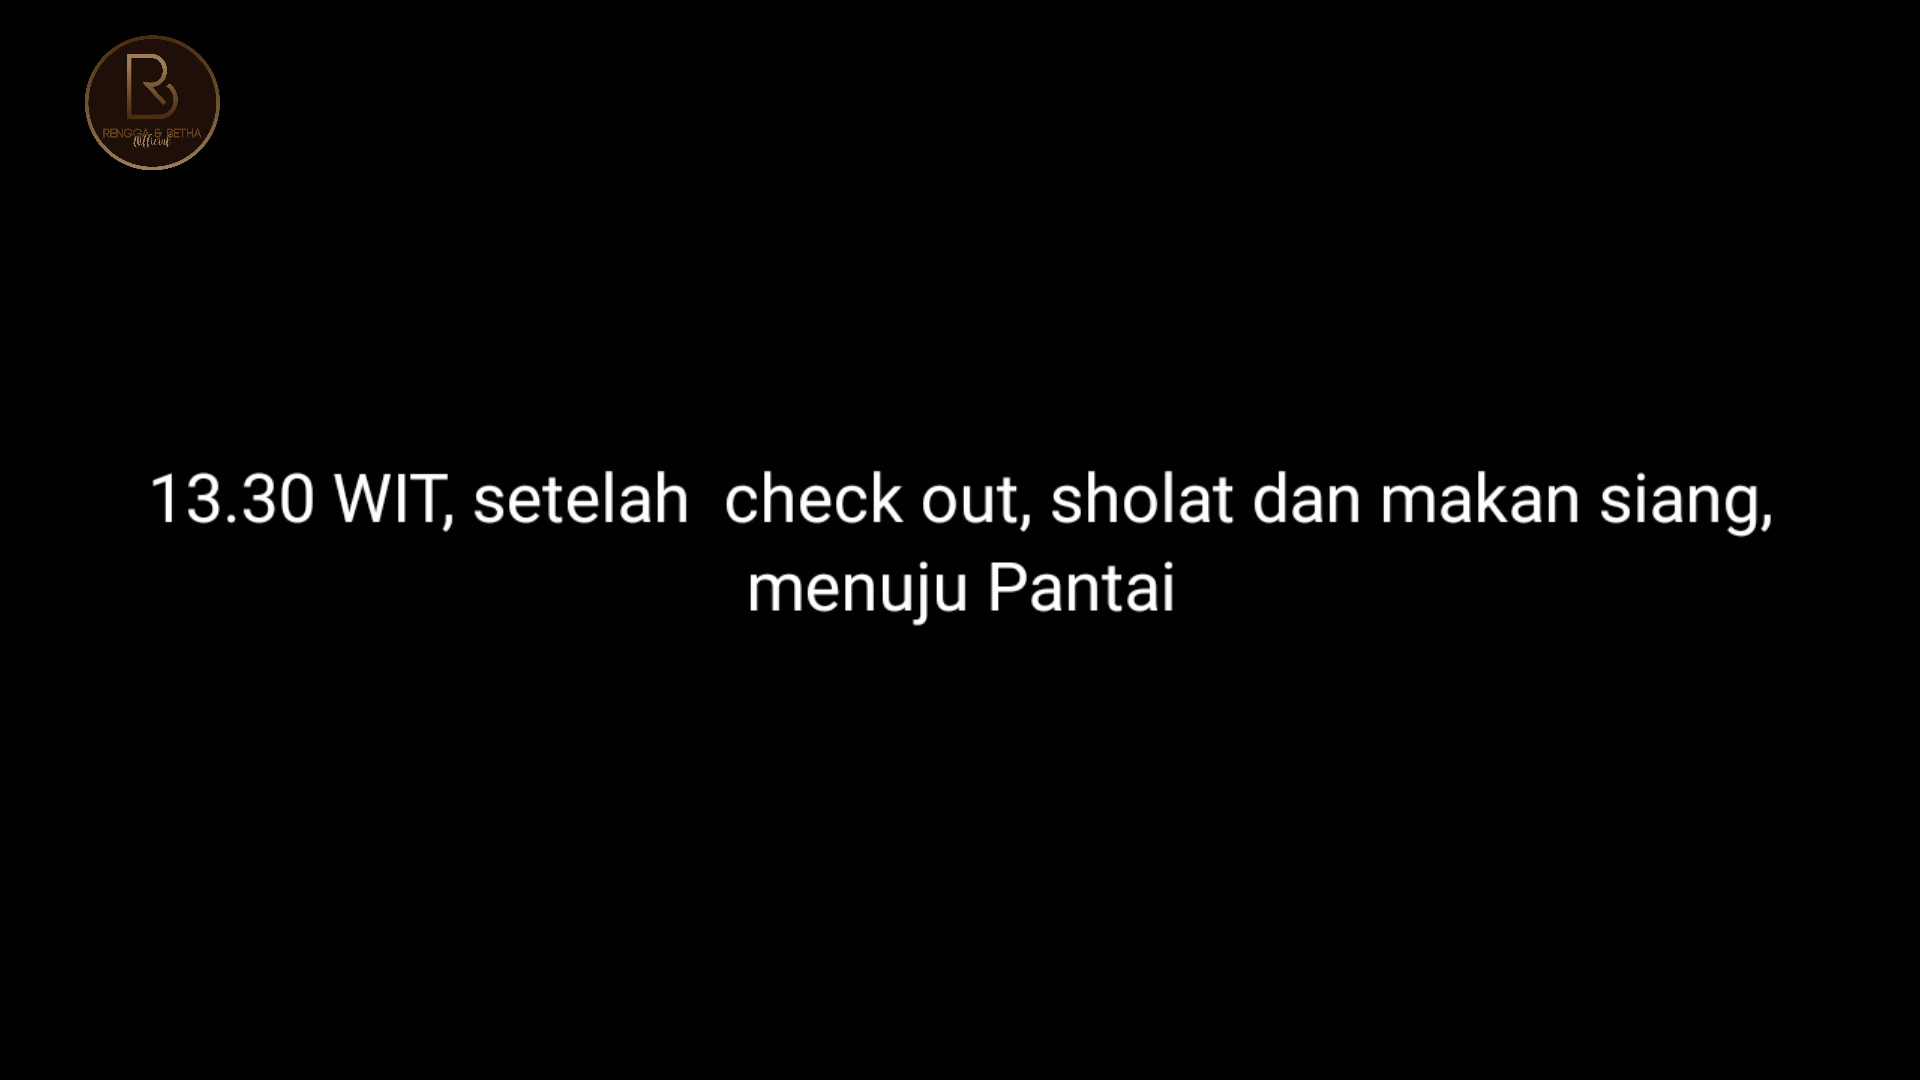 RENGGA & BETHA
Official
13.30 WIT, setelah  check out, sholat dan makan siang,
menuju Pantai